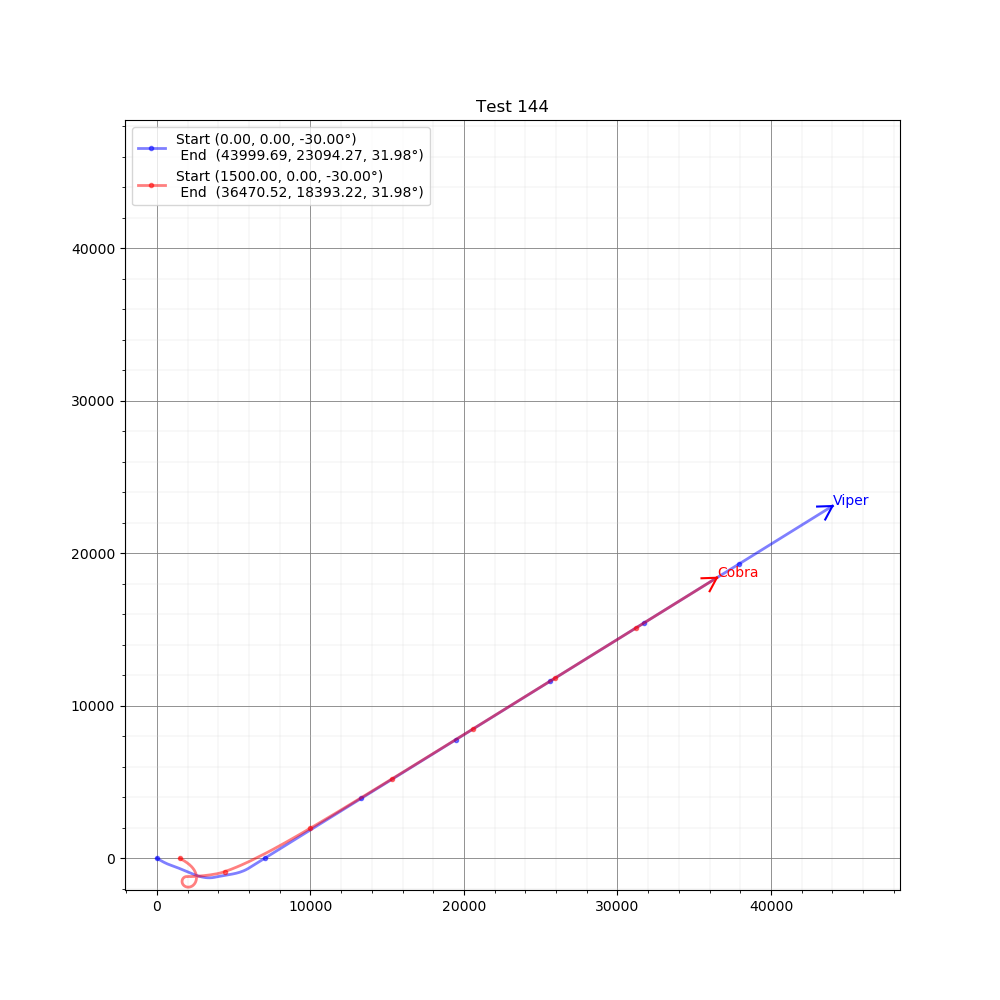 Test 144
Start (0.00, 0.00, -30.00°)
End  (43999.69, 23094.27, 31.98°)
Start (1500.00, 0.00, -30.00°)
End  (36470.52, 18393.22, 31.98°)
40000
30000
20000
10000
0
Viper
Cobra
0
10000
20000
30000
40000